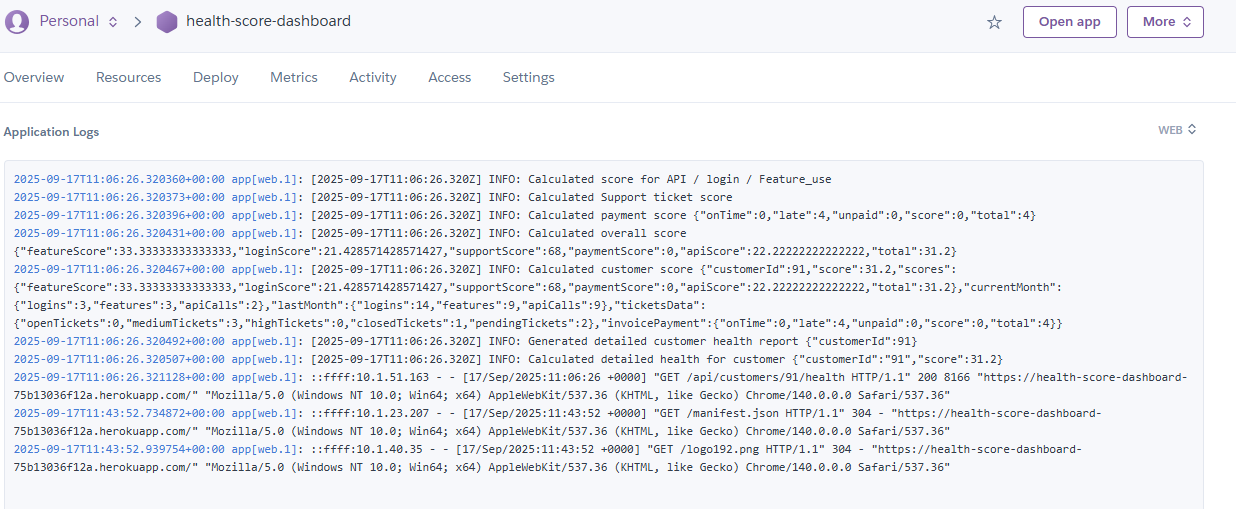 Personal > health-score-dashboard
Open app
More
Overview Resources Deploy Metrics Activity Access Settings
Application Logs
WEB
2025-09-17T11:06:26.320360+00:00 app[web.1]: [2025-09-17T11:06:26.320Z] INFO: Calculated score for API / login / Feature_use
2025-09-17T11:06:26.320373+00:00 app[web.1]: [2025-09-17T11:06:26.320Z] INFO: Calculated Support ticket score
2025-09-17T11:06:26.320396+00:00 app[web.1]: [2025-09-17T11:06:26.320Z] INFO: Calculated payment score {"onTime":0,"late":4,"unpaid":0,"score":0,"total":4}
2025-09-17T11:06:26.320431+00:00 app[web.1]: [2025-09-17T11:06:26.320Z] INFO: Calculated overall score
{"featureScore":33.33333333333333,"loginScore":21.428571428571427,"supportScore":68,"paymentScore":0,"apiScore":22.22222222222222,"total":31.2}
2025-09-17T11:06:26.320467+00:00 app[web.1]: [2025-09-17T11:06:26.320Z] INFO: Calculated customer score {"customerId":91,"score":31.2,"scores":
{"featureScore":33.33333333333333,"loginScore":21.428571428571427,"supportScore":68,"paymentScore":0,"apiScore":22.22222222222222,"total":31.2},"currentMonth":
{"logins":3,"features":3,"apiCalls":2},"lastMonth":{"logins":14,"features":9,"apiCalls":9},"ticketsData":
{"openTickets":0,"mediumTickets":3,"highTickets":0,"closedTickets":1,"pendingTickets":2},"invoicePayment":{"onTime":0,"late":4,"unpaid":0,"score":0,"total":4}}
2025-09-17T11:06:26.320492+00:00 app[web.1]: [2025-09-17T11:06:26.320Z] INFO: Generated detailed customer health report {"customerId":91}
2025-09-17T11:06:26.320507+00:00 app[web.1]: [2025-09-17T11:06:26.320Z] INFO: Calculated detailed health for customer {"customerId":"91","score":31.2}
2025-09-17T11:06:26.321128+00:00 app[web.1]: ::ffff:10.1.51.163 - - [17/Sep/2025:11:06:26 +0000] "GET /api/customers/91/health HTTP/1.1" 200 8166 "https://health-score-dashboard-
75b13036f12a.herokuapp.com/" "Mozilla/5.0 (Windows NT 10.0; Win64; x64) AppleWebKit/537.36 (KHTML, like Gecko) Chrome/140.0.0.0 Safari/537.36"
2025-09-17T11:43:52.734872+00:00 app[web.1]: ::ffff:10.1.23.207 - - [17/Sep/2025:11:43:52 +0000] "GET /manifest.json HTTP/1.1" 304 - "https://health-score-dashboard-
75b13036f12a.herokuapp.com/" "Mozilla/5.0 (Windows NT 10.0; Win64; x64) AppleWebKit/537.36 (KHTML, like Gecko) Chrome/140.0.0.0 Safari/537.36"
2025-09-17T11:43:52.939754+00:00 app[web.1]: ::ffff:10.1.40.35 - - [17/Sep/2025:11:43:52 +0000] "GET /logo192.png HTTP/1.1" 304 - "https://health-score-dashboard-
75b13036f12a.herokuapp.com/" "Mozilla/5.0 (Windows NT 10.0; Win64; x64) AppleWebKit/537.36 (KHTML, like Gecko) Chrome/140.0.0.0 Safari/537.36"